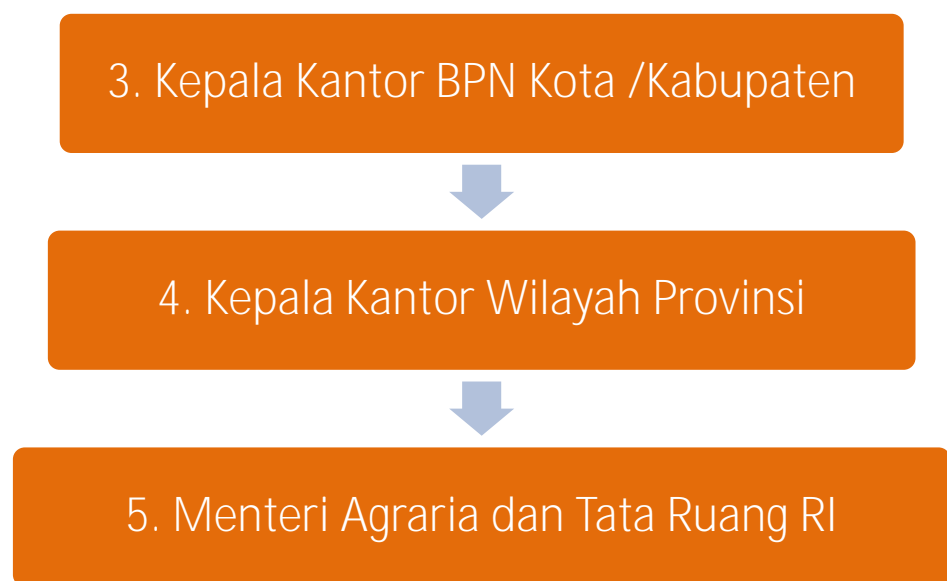 3. Kepala Kantor BPN Kota /Kabupaten
4. Kepala Kantor Wilayah Provinsi
5. Menteri Agraria dan Tata Ruang RI